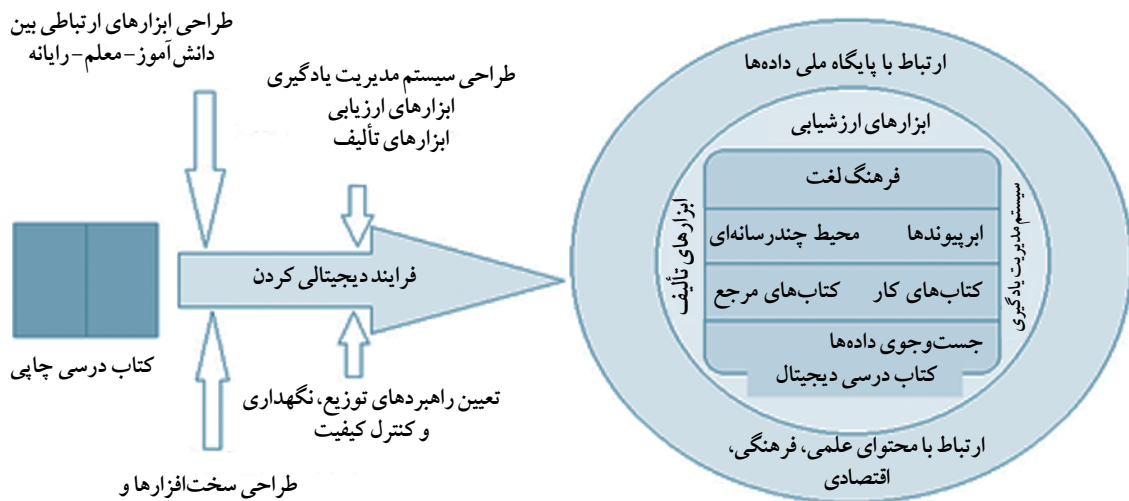 طراحی ابزارهای ارتباطی بین
دانش‌آموز-معلم-رایانه
طراحی سیستم مدیریت یادگیری
ابزارهای ارزیابی
ابزارهای تألیف
کتاب درسی چاپی
فرایند دیجیتالی کردن
تعیین راهبردهای توزیع، نگهداری
و کنترل کیفیت
طراحی سخت‌افزارها و
ارتباط با پایگاه ملی داده‌ها
ابزارهای ارزشیابی
سیستم مدیریت یادگیری
فرهنگ لغت
ابرپیوندها محیط چندرسانه‌ای
کتاب‌های کار کتاب‌های مرجع
جست‌وجوی داده‌ها
کتاب درسی دیجیتال
ابزارهای تألیف
ارتباط با محتوای علمی، فرهنگی،
اقتصادی